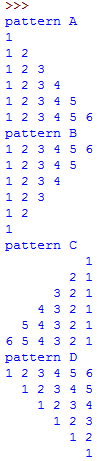 >>>
pattern A
1
1 2
1 2 3
1 2 3 4
1 2 3 4 5
1 2 3 4 5 6
pattern B
1 2 3 4 5 6
1 2 3 4 5
1 2 3 4
1 2 3
1 2
1
pattern C
          1
        2 1
      3 2 1
    4 3 2 1
  5 4 3 2 1
6 5 4 3 2 1
pattern D
1 2 3 4 5 6
  1 2 3 4 5
    1 2 3 4
      1 2 3
        1 2
          1